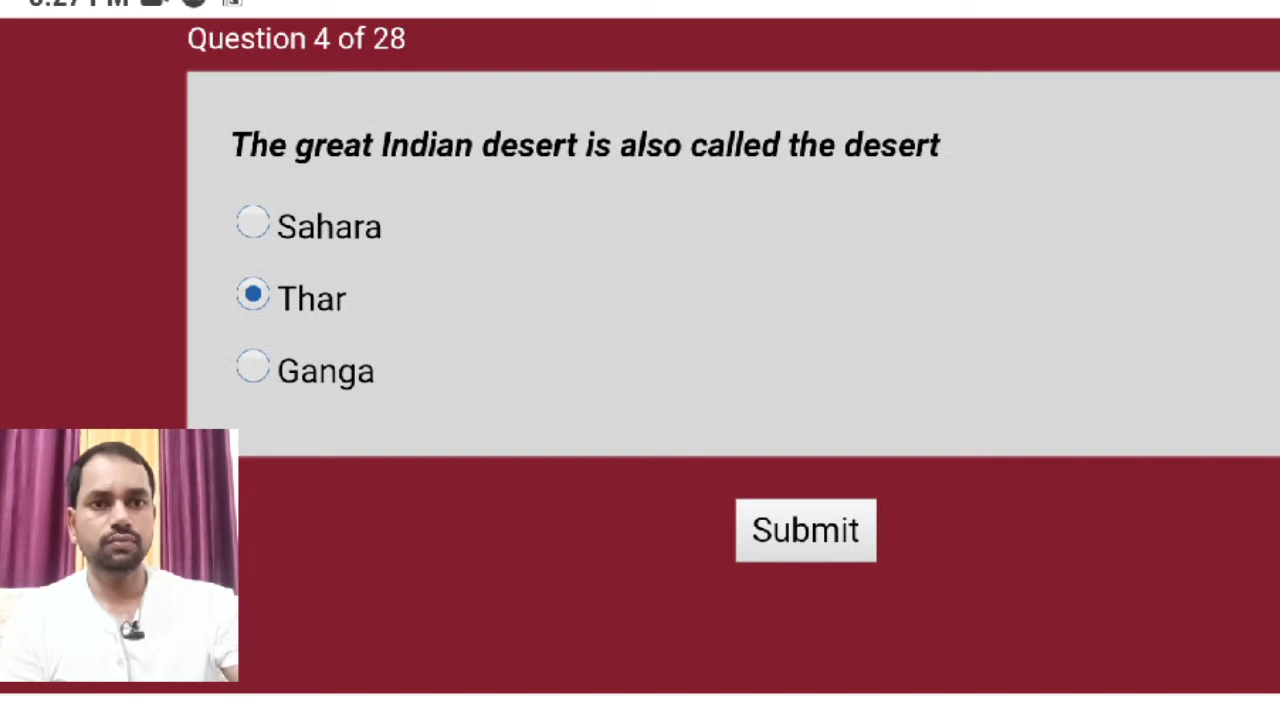 Question 4 of 28
The great Indian desert is also called the desert
Sahara
Thar
Ganga
Submit